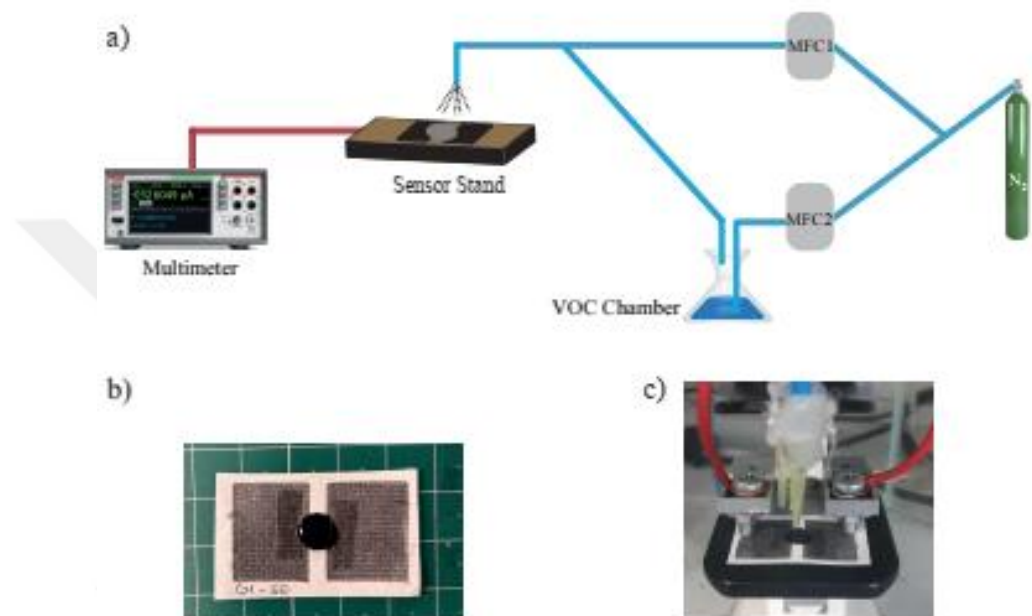 a)
MFC1
Sensor Stand
N₂
MFC2
Multimeter
VOC Chamber
b)
c)